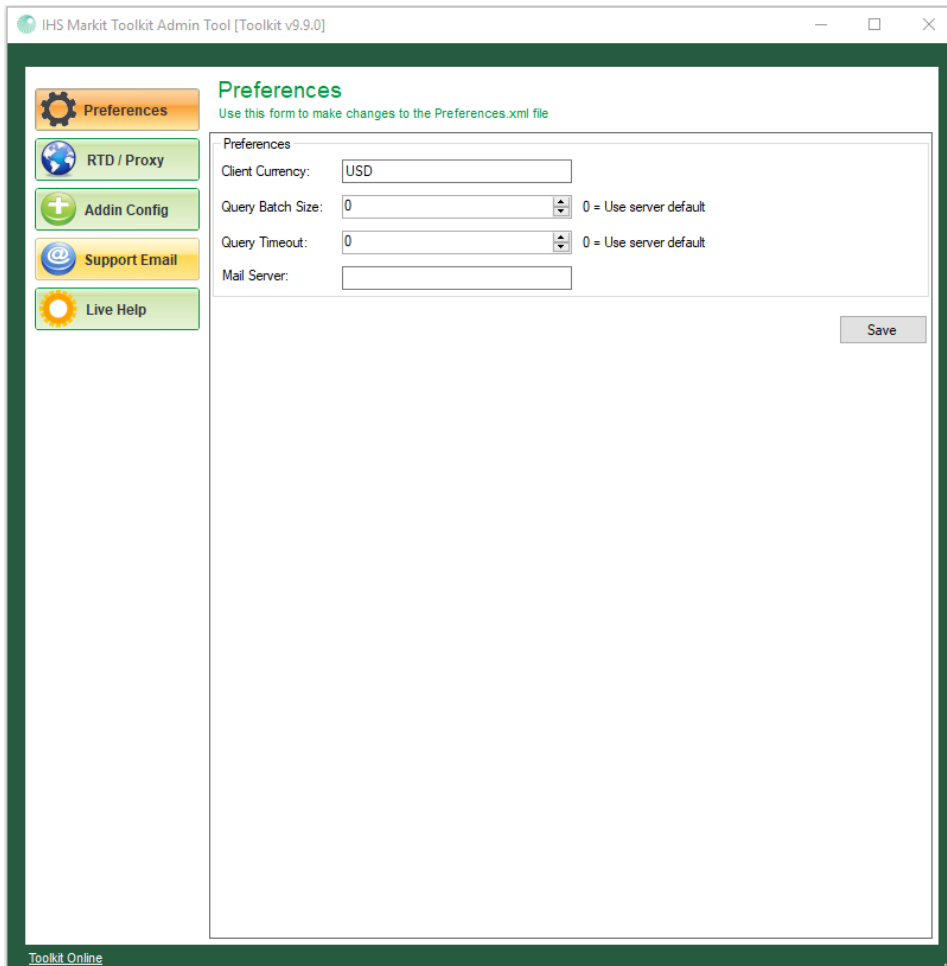 IHS Markit Toolkit Admin Tool [Toolkit v9.9.0]
Preferences
RTD / Proxy
Addin Config
Support Email
Live Help
Preferences
Use this form to make changes to the Preferences.xml file
Preferences
Client Currency: USD
Query Batch Size: 0 0 = Use server default
Query Timeout: 0 0 = Use server default
Mail Server:
Save
Toolkit Online